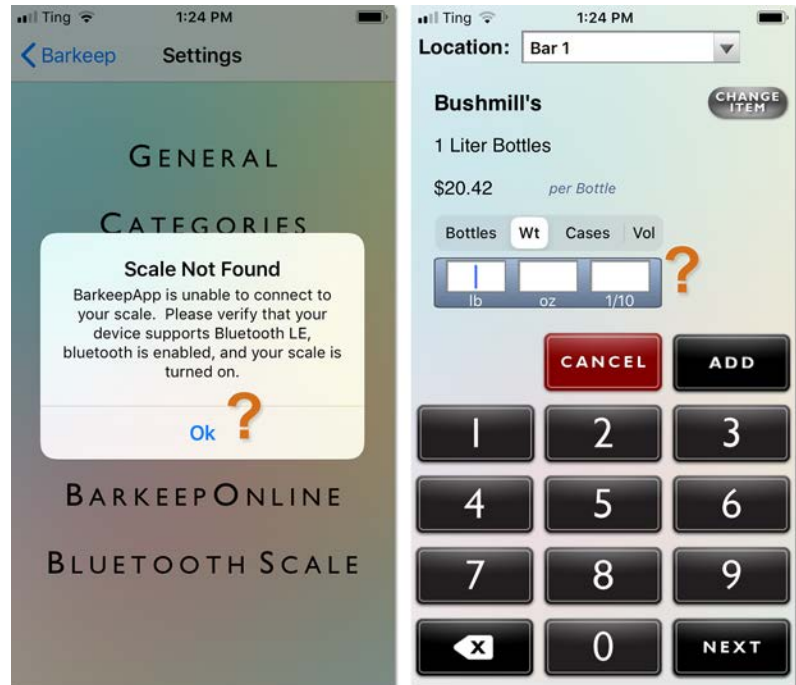 Ting 1:24 PM
Barkeep Settings
GENERAL
CATEGORIES
Scale Not Found
BarkeepApp is unable to connect to
your scale. Please verify that your
device supports Bluetooth LE,
bluetooth is enabled, and your scale is
turned on.
Ok ?
BARKEEPONLINE
BLUETOOTH SCALE
Ting 1:24 PM
Location: Bar 1
Bushmill's
CHANGE
ITEM
1 Liter Bottles
$20.42 per Bottle
Bottles Wt Cases Vol
?
lb oz 1/10
CANCEL ADD
1 2 3
4 5 6
7 8 9
X 0 NEXT